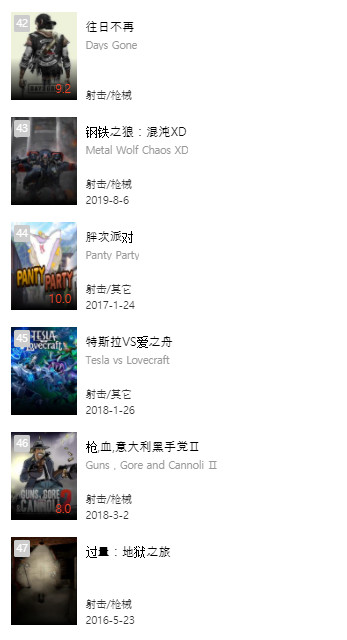 42
往日不再
Days Gone
9.2
射击/枪械
43
钢铁之狼：混沌XD
Metal Wolf Chaos XD
射击/枪械
2019-8-6
44
胖次派对
Panty Party
PANTY PARTY
10.0
射击/其它
2017-1-24
45
特斯拉VS爱之舟
Tesla vs Lovecraft
TESLA
Lovecraft
射击/其它
2018-1-26
46
枪,血,意大利黑手党Ⅱ
Guns , Gore and Cannoli Ⅱ
GUNS, GORE
CANNOLI
8.0
射击/枪械
2018-3-2
47
过量：地狱之旅
射击/枪械
2016-5-23